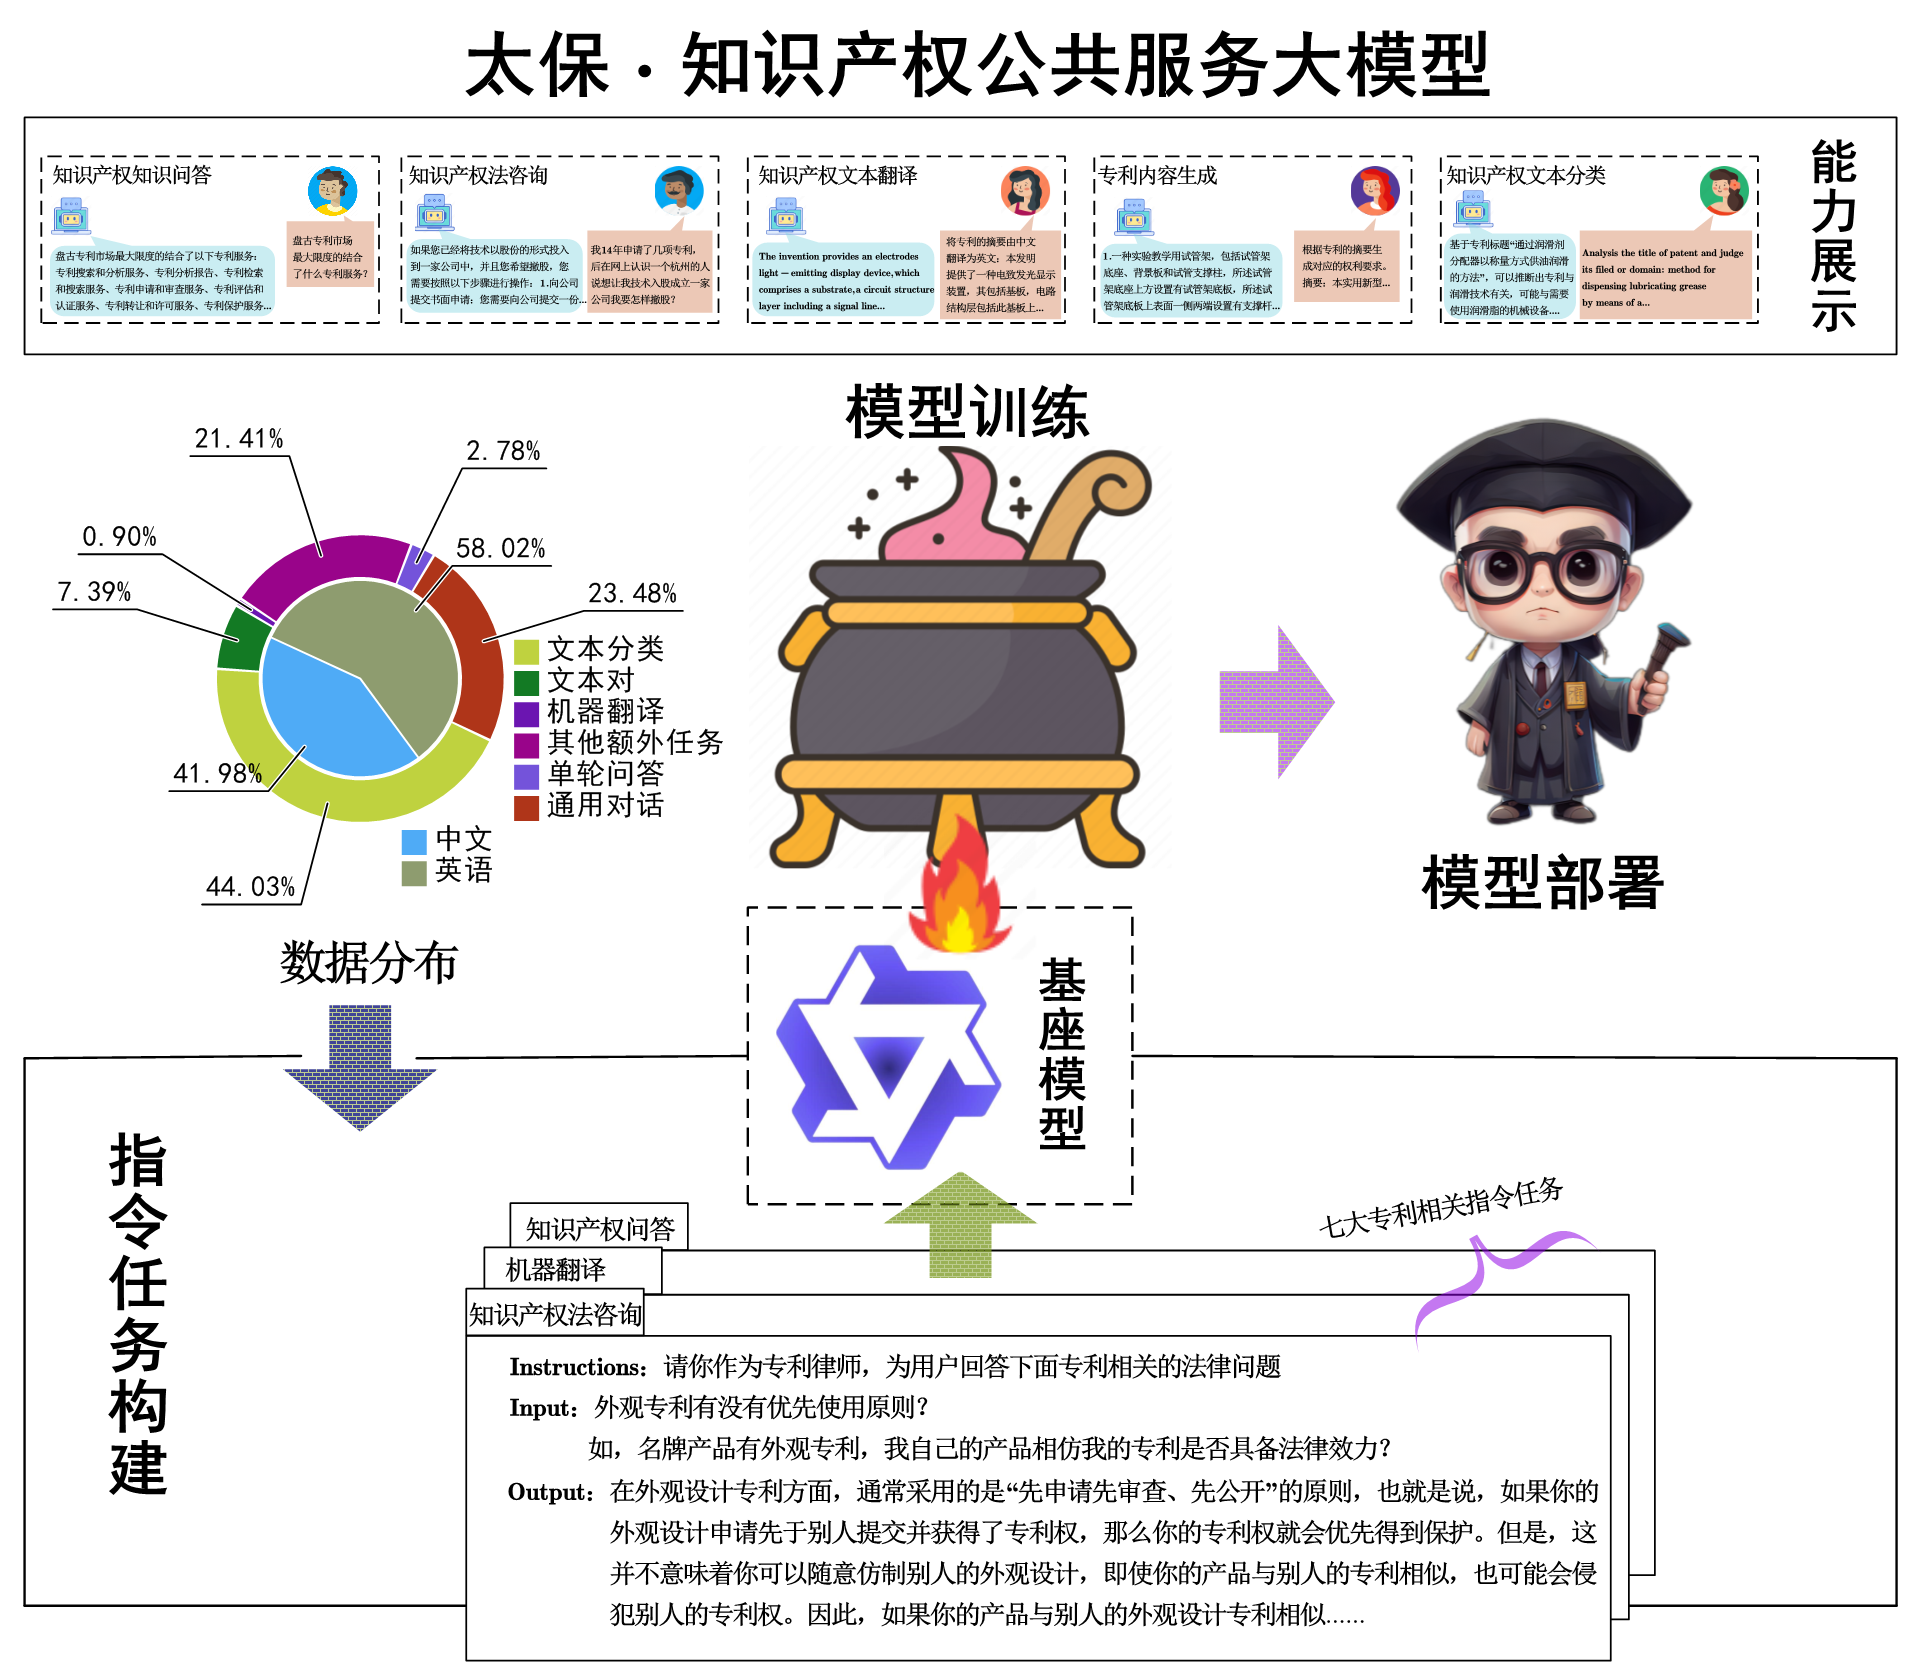 太保·知识产权公共服务大模型
能力展示
知识产权知识问答
盘古专利市场
最大限度的结合
了什么专利服务？
盘古专利市场最大限度的结合了以下专利服务：
专利搜索和分析服务、专利分析报告、专利检索
和搜索服务、专利申请和审查服务、专利评估和
认证服务、专利转让和许可服务、专利保护服务...
知识产权法咨询
我14年申请了几项专利，
后在网上认识一个杭州的人
说想让我技术入股成立一家
公司我要怎样撤股？
如果您已经将技术以股份的形式投入
到一家公司中，并且您希望撤股，您
需要按照以下步骤进行操作：1.向公司
提交书面申请：您需要向公司提交一份...
知识产权文本翻译
将专利的摘要由中文
翻译为英文：本发明
提供了一种电致发光显示
装置，其包括基板，电路
结构层包括此基板上...
The invention provides an electrodes
light – emitting display device,which
comprises a substrate,a circuit structure
layer including a signal line...
专利内容生成
根据专利的摘要生
成对应的权利要求。
摘要：本实用新型...
1.一种实验教学用试管架，包括试管架
底座、背景板和试管支撑柱，所述试管
架底座上方设置有试管架底板，所述试
管架底板上表面一侧两端设置有支撑杆...
知识产权文本分类
Analysis the title of patent and judge
its filed or domain: method for
dispensing lubricating grease
by means of a...
基于专利标题“通过润滑剂
分配器以称量方式供油润滑
的方法”，可以推断出专利与
润滑技术有关，可能与需要
使用润滑脂的机械设备....
模型训练
21.41%
2.78%
0.90%
58.02%
7.39%
23.48%
41.98%
44.03%
文本分类
文本对
机器翻译
其他额外任务
单轮问答
通用对话
中文
英语
数据分布
模型部署
基座模型
指令任务构建
七大专利相关指令任务
知识产权问答
机器翻译
知识产权法咨询
Instructions：请你作为专利律师，为用户回答下面专利相关的法律问题
Input：外观专利有没有优先使用原则？
如，名牌产品有外观专利，我自己的产品相仿我的专利是否具备法律效力？
Output：在外观设计专利方面，通常采用的是“先申请先审查、先公开”的原则，也就是说，如果你的
外观设计申请先于别人提交并获得了专利权，那么你的专利权就会优先得到保护。但是，这
并不意味着你可以随意仿制别人的外观设计，即使你的产品与别人的专利相似，也可能会侵
犯别人的专利权。因此，如果你的产品与别人的外观设计专利相似......